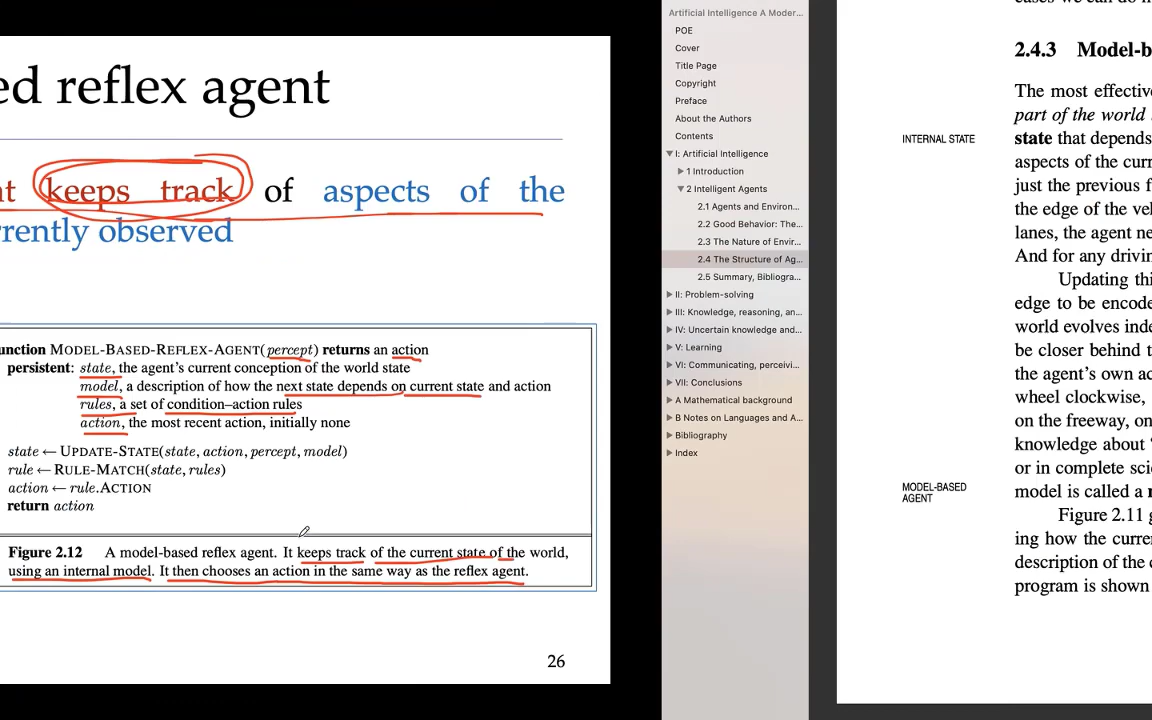 ed reflex agent
nt keeps track of aspects of the
rrently observed
unction MODEL-BASED-REFLEX-AGENT(percept) returns an action
persistent: state, the agent's current conception of the world state
model, a description of how the next state depends on current state and action
rules, a set of condition–action rules
action, the most recent action, initially none
state ← UPDATE-STATE(state, action, percept, model)
rule ← RULE-MATCH(state, rules)
action ← rule.ACTION
return action
Figure 2.12 A model-based reflex agent. It keeps track of the current state of the world,
using an internal model. It then chooses an action in the same way as the reflex agent.
26
Artificial Intelligence A Moder...
POE
Cover
Title Page
Copyright
Preface
About the Authors
Contents
I: Artificial Intelligence
1 Introduction
2 Intelligent Agents
2.1 Agents and Environ...
2.2 Good Behavior: The...
2.3 The Nature of Envir...
2.4 The Structure of Ag...
2.5 Summary, Bibliogra...
II: Problem-solving
III: Knowledge, reasoning, an...
IV: Uncertain knowledge and...
V: Learning
VI: Communicating, perceivi...
VII: Conclusions
A Mathematical background
B Notes on Languages and A...
Bibliography
Index
2.4.3 Model-b
The most effective
part of the world
INTERNAL STATE
state that depends
aspects of the curr
just the previous f
the edge of the veh
lanes, the agent ne
And for any drivin
Updating thi
edge to be encode
world evolves inde
be closer behind t
the agent's own ac
wheel clockwise,
on the freeway, on
knowledge about
or in complete scie
MODEL-BASED
AGENT
model is called a
Figure 2.11 g
ing how the curre
description of the c
program is shown